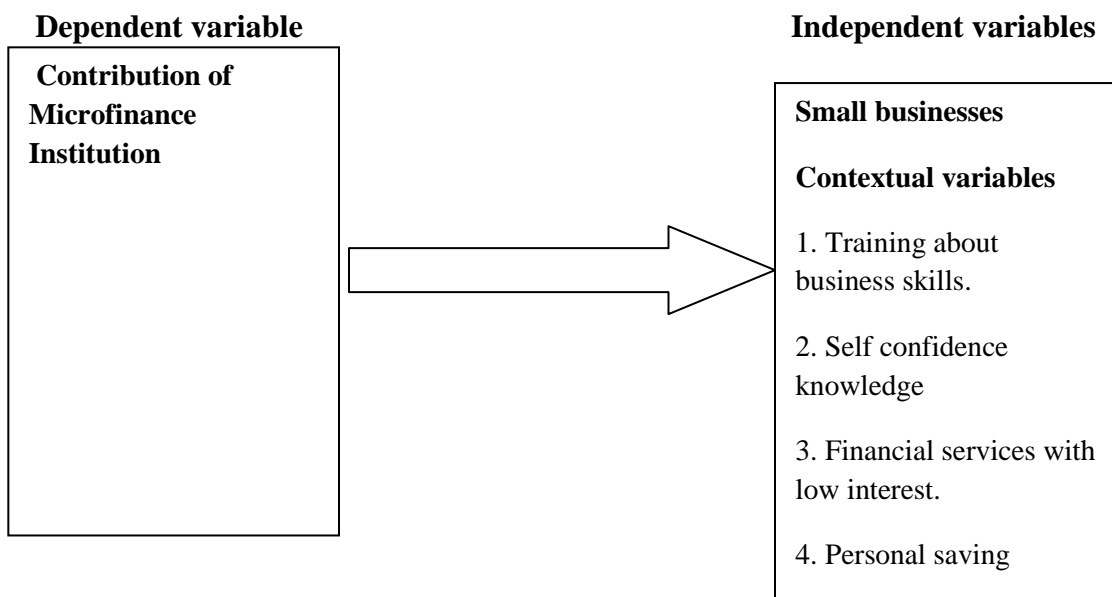 Dependent variable
Contribution of
Microfinance
Institution
Independent variables
Small businesses
Contextual variables
1. Training about
business skills.
2. Self confidence
knowledge
3. Financial services with
low interest.
4. Personal saving